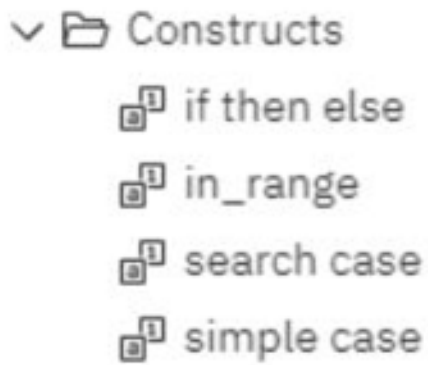 Constructs
if then else
in_range
search case
simple case